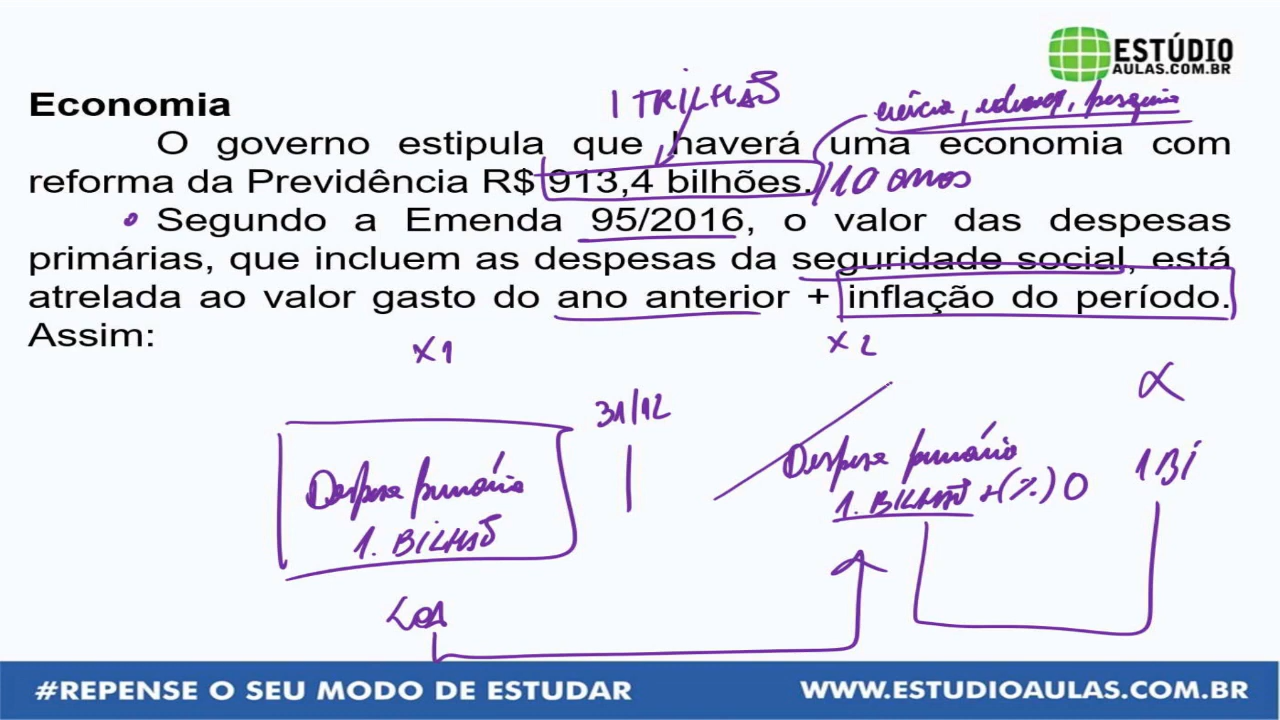 ESTÚDIO
AULAS.COM.BR
1 TRILHÃO
educação, pesquisa
Economia
O governo estipula que haverá uma economia com
reforma da Previdência R$ 913,4 bilhões. /10 anos
• Segundo a Emenda 95/2016, o valor das despesas
primárias, que incluem as despesas da seguridade social, está
atrelada ao valor gasto do ano anterior + inflação do período.
Assim:
X1
X2
31/12
Despesa primária
1. BILHÃO
Despesa primária
1. BILHÃO +(%) 0
1 BI
LOA
#REPENSE O SEU MODO DE ESTUDAR
WWW.ESTUDIOAULAS.COM.BR